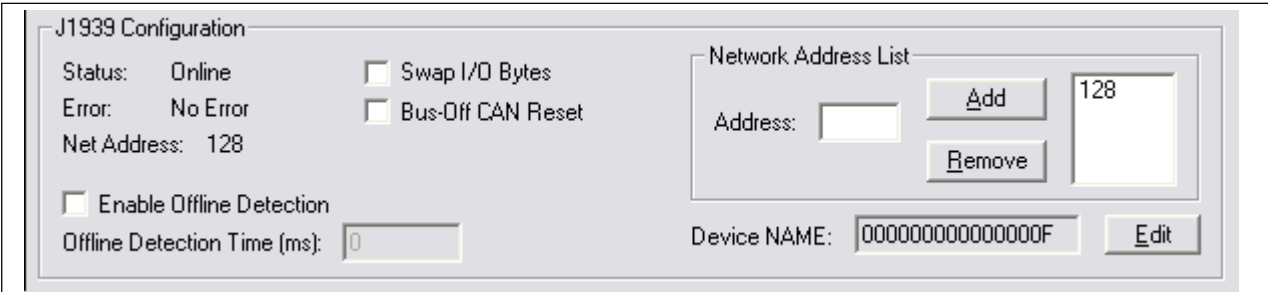 J1939 Configuration
Status: Online
Error: No Error
Net Address: 128
Swap I/O Bytes
Bus-Off CAN Reset
Enable Offline Detection
Offline Detection Time (ms): 0
Network Address List
Address:
Add
Remove
128
Device NAME: 000000000000000F
Edit